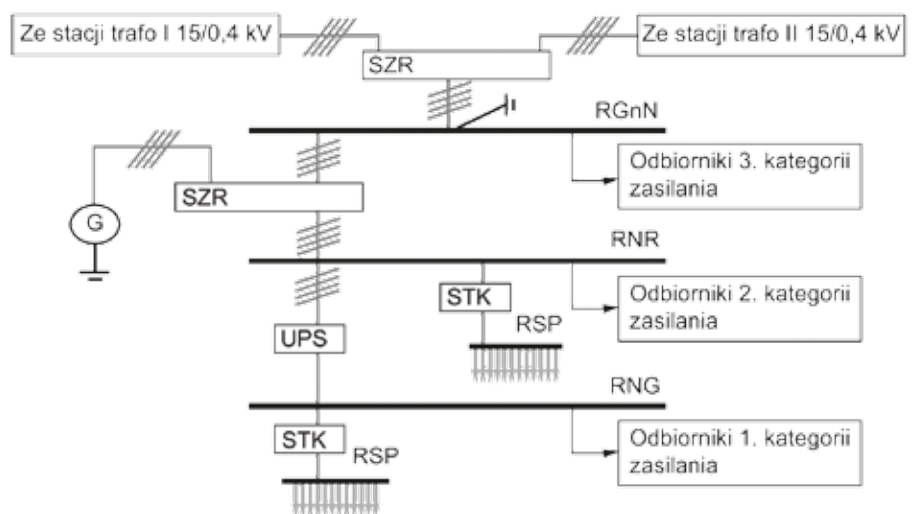 Ze stacji trafo I 15/0,4 kV
Ze stacji trafo II 15/0,4 kV
SZR
RGnN
Odbiorniki 3. kategorii
zasilania
SZR
G
RNR
STK
Odbiorniki 2. kategorii
zasilania
RSP
UPS
RNG
STK
Odbiorniki 1. kategorii
zasilania
RSP